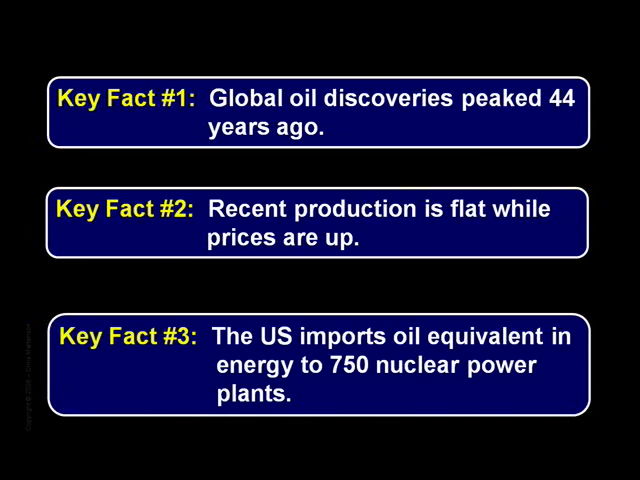 Key Fact #1: Global oil discoveries peaked 44
years ago.
Key Fact #2: Recent production is flat while
prices are up.
Key Fact #3: The US imports oil equivalent in
energy to 750 nuclear power
plants.